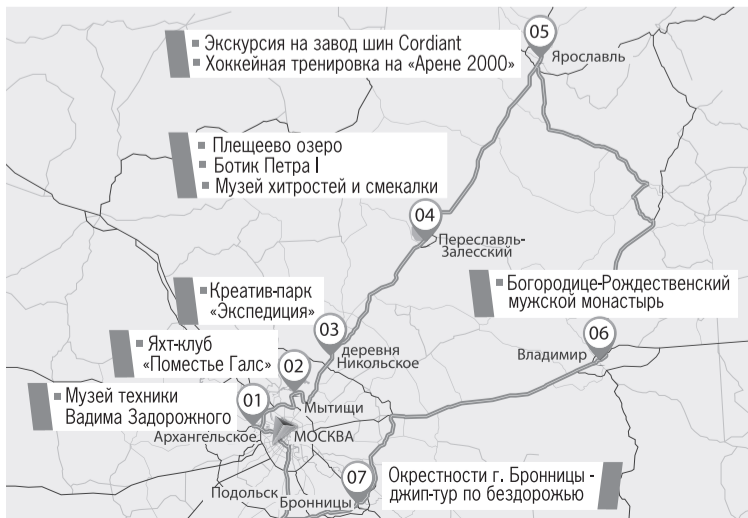 ▪ Экскурсия на завод шин Cordiant
▪ Хоккейная тренировка на «Арене 2000»
05
Ярославль
▪ Плещеево озеро
▪ Ботик Петра I
▪ Музей хитростей и смекалки
04
Переславль-
Залесский
▪ Креатив-парк
«Экспедиция»
03
деревня
Никольское
▪ Богородице-Рождественский
мужской монастырь
06
Владимир
▪ Яхт-клуб
«Поместье Галс»
02
Мытищи
▪ Музей техники
Вадима Задорожного
01
Архангельское
МОСКВА
Подольск
Бронницы
07
Окрестности г. Бронницы -
джип-тур по бездорожью